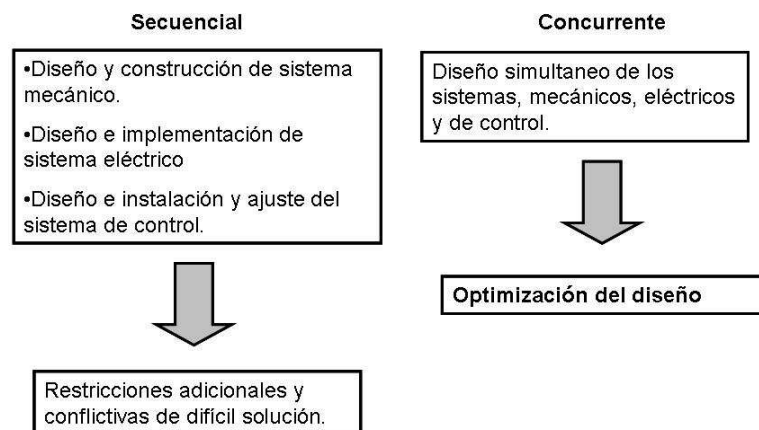 Secuencial
•Diseño y construcción de sistema
mecánico.
•Diseño e implementación de
sistema eléctrico
•Diseño e instalación y ajuste del
sistema de control.
Restricciones adicionales y
conflictivas de difícil solución.
Concurrente
Diseño simultaneo de los
sistemas, mecánicos, eléctricos
y de control.
Optimización del diseño